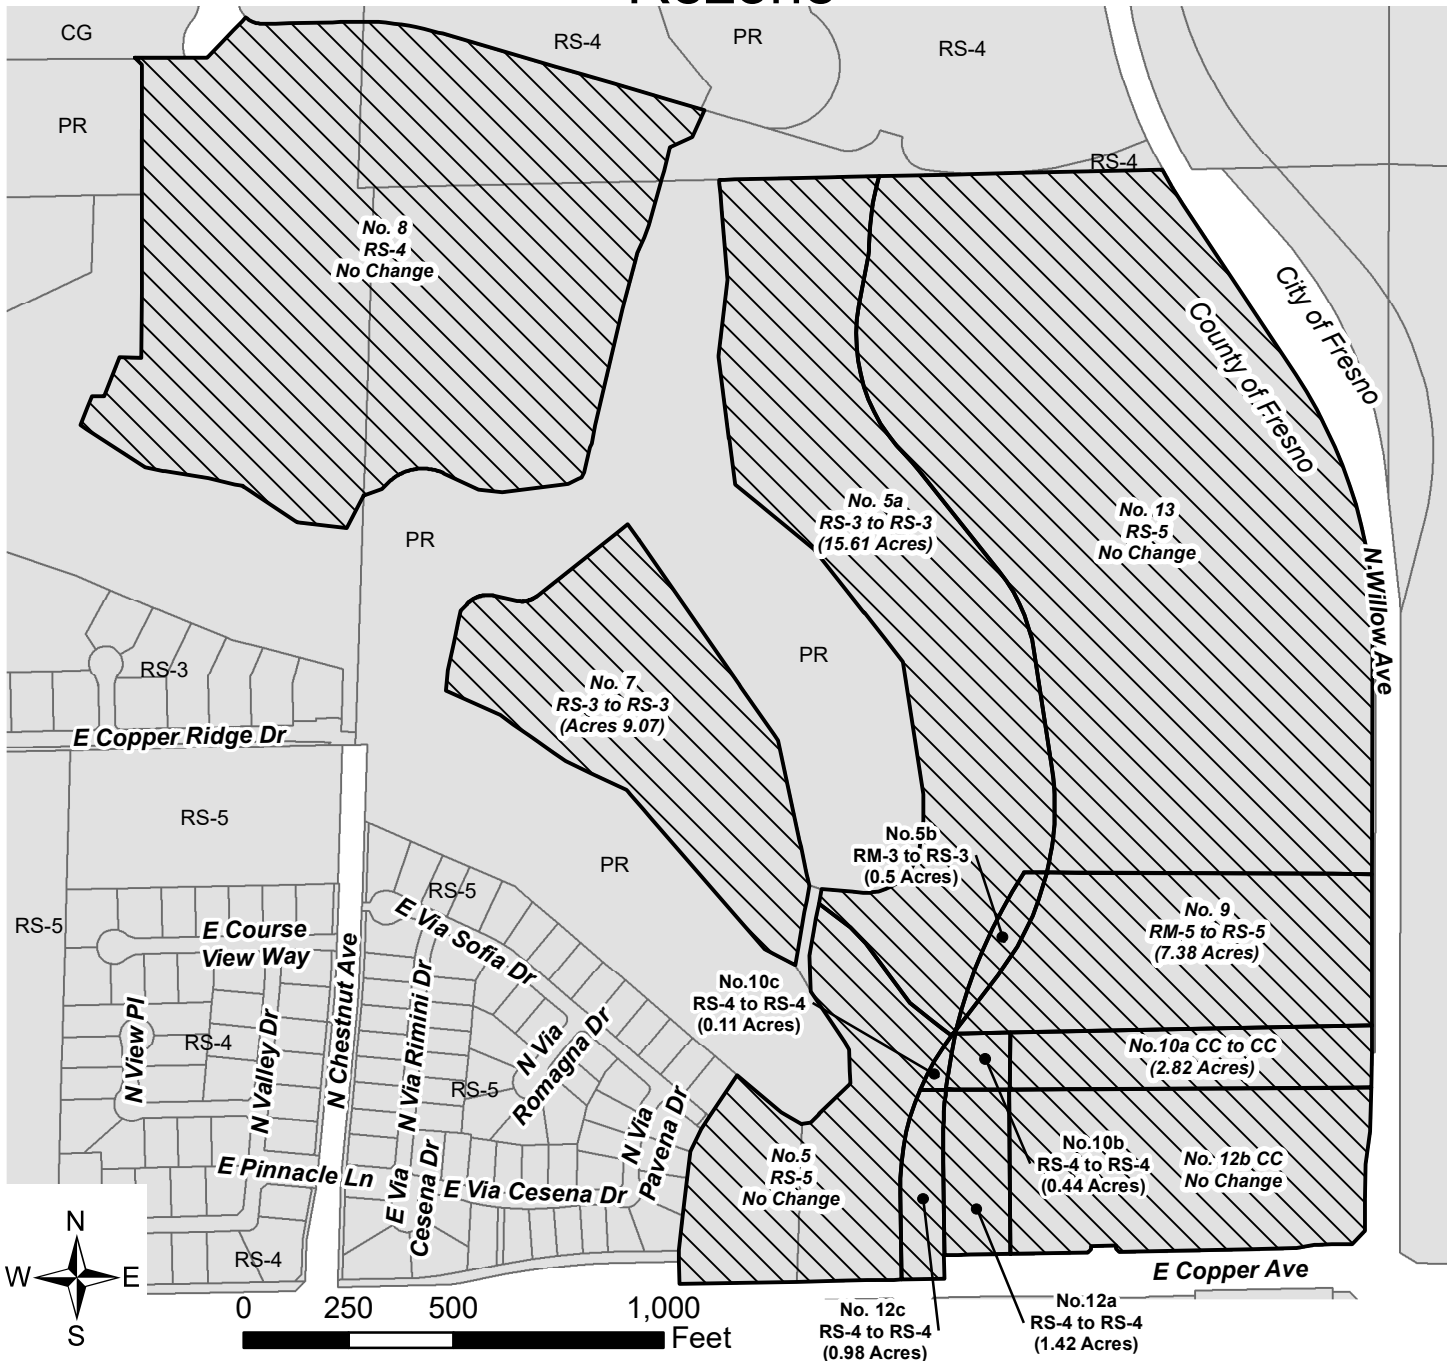 Rezone
CG
RS-4
PR
RS-4
PR
RS-4
No. 8
RS-4
No Change
City of Fresno
County of Fresno
No. 5a
RS-3 to RS-3
(15.61 Acres)
No. 13
RS-5
No Change
PR
N Willow Ave
RS-3
PR
No. 7
RS-3 to RS-3
(Acres 9.07)
E Copper Ridge Dr
RS-5
No.5b
RM-3 to RS-3
(0.5 Acres)
PR
RS-5
RS-5
No. 9
RM-5 to RS-5
(7.38 Acres)
E Course
View Way
E Via Sofia Dr
N Chestnut Ave
N Via Rimini Dr
No.10c
RS-4 to RS-4
(0.11 Acres)
N View Pl
RS-4
N Valley Dr
N Via
Romagna Dr
RS-5
No.10a CC to CC
(2.82 Acres)
N Via
Pavena Dr
No.10b
RS-4 to RS-4
(0.44 Acres)
No. 12b CC
No Change
No.5
RS-5
No Change
E Pinnacle Ln
E Via
Cesena Dr
E Via Cesena Dr
RS-4
N
W
E
S
E Copper Ave
0
250
500
1,000
Feet
No. 12c
RS-4 to RS-4
(0.98 Acres)
No.12a
RS-4 to RS-4
(1.42 Acres)